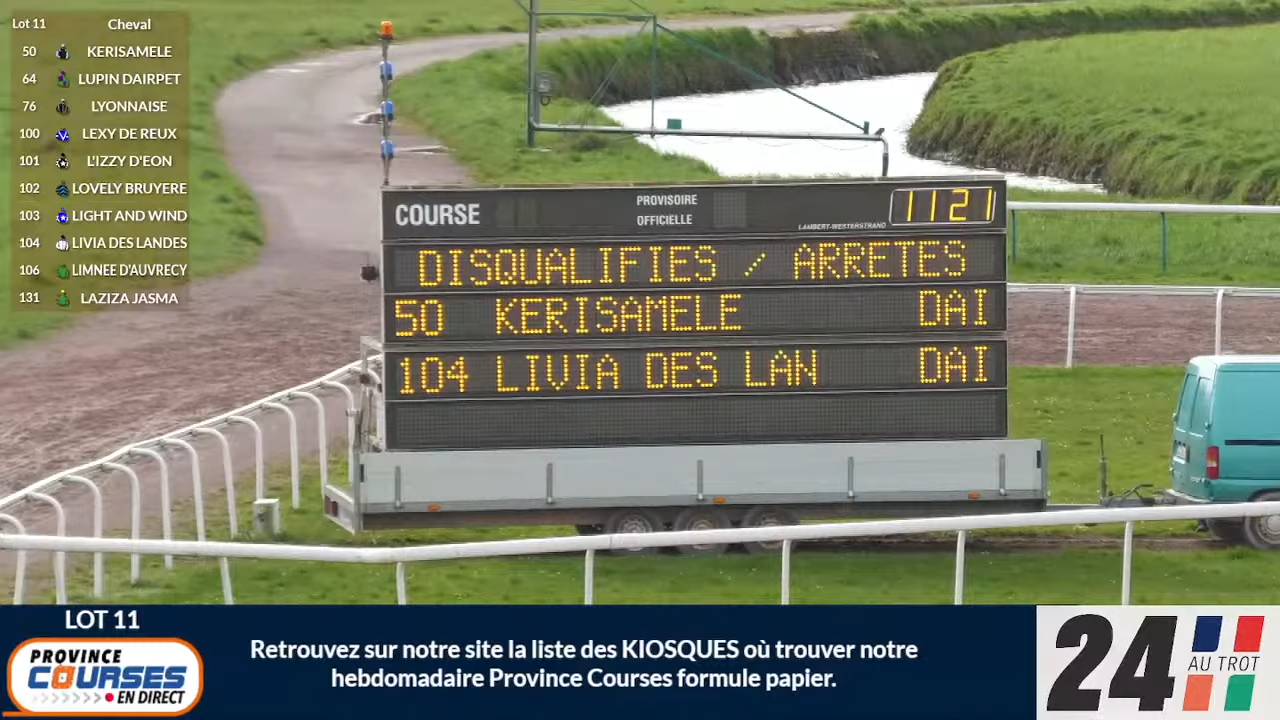 Lot 11 Cheval
50 KERISAMELE
64 LUPIN DAIRPET
76 LYONNAISE
100 LEXY DE REUX
101 L'IZZY D'EON
102 LOVELY BRUYERE
103 LIGHT AND WIND
104 LIVIA DES LANDES
106 LIMNEE D'AUVRECY
131 LAZIZA JASMA
COURSE
PROVISOIRE
OFFICIELLE
LAMBERT-WESTERSTRAND
1121
DISQUALIFIES / ARRETES
50 KERISAMELE DAI
104 LIVIA DES LAN DAI
LOT 11
PROVINCE
COURSES
EN DIRECT
Retrouvez sur notre site la liste des KIOSQUES où trouver notre
hebdomadaire Province Courses formule papier.
24
AU TROT